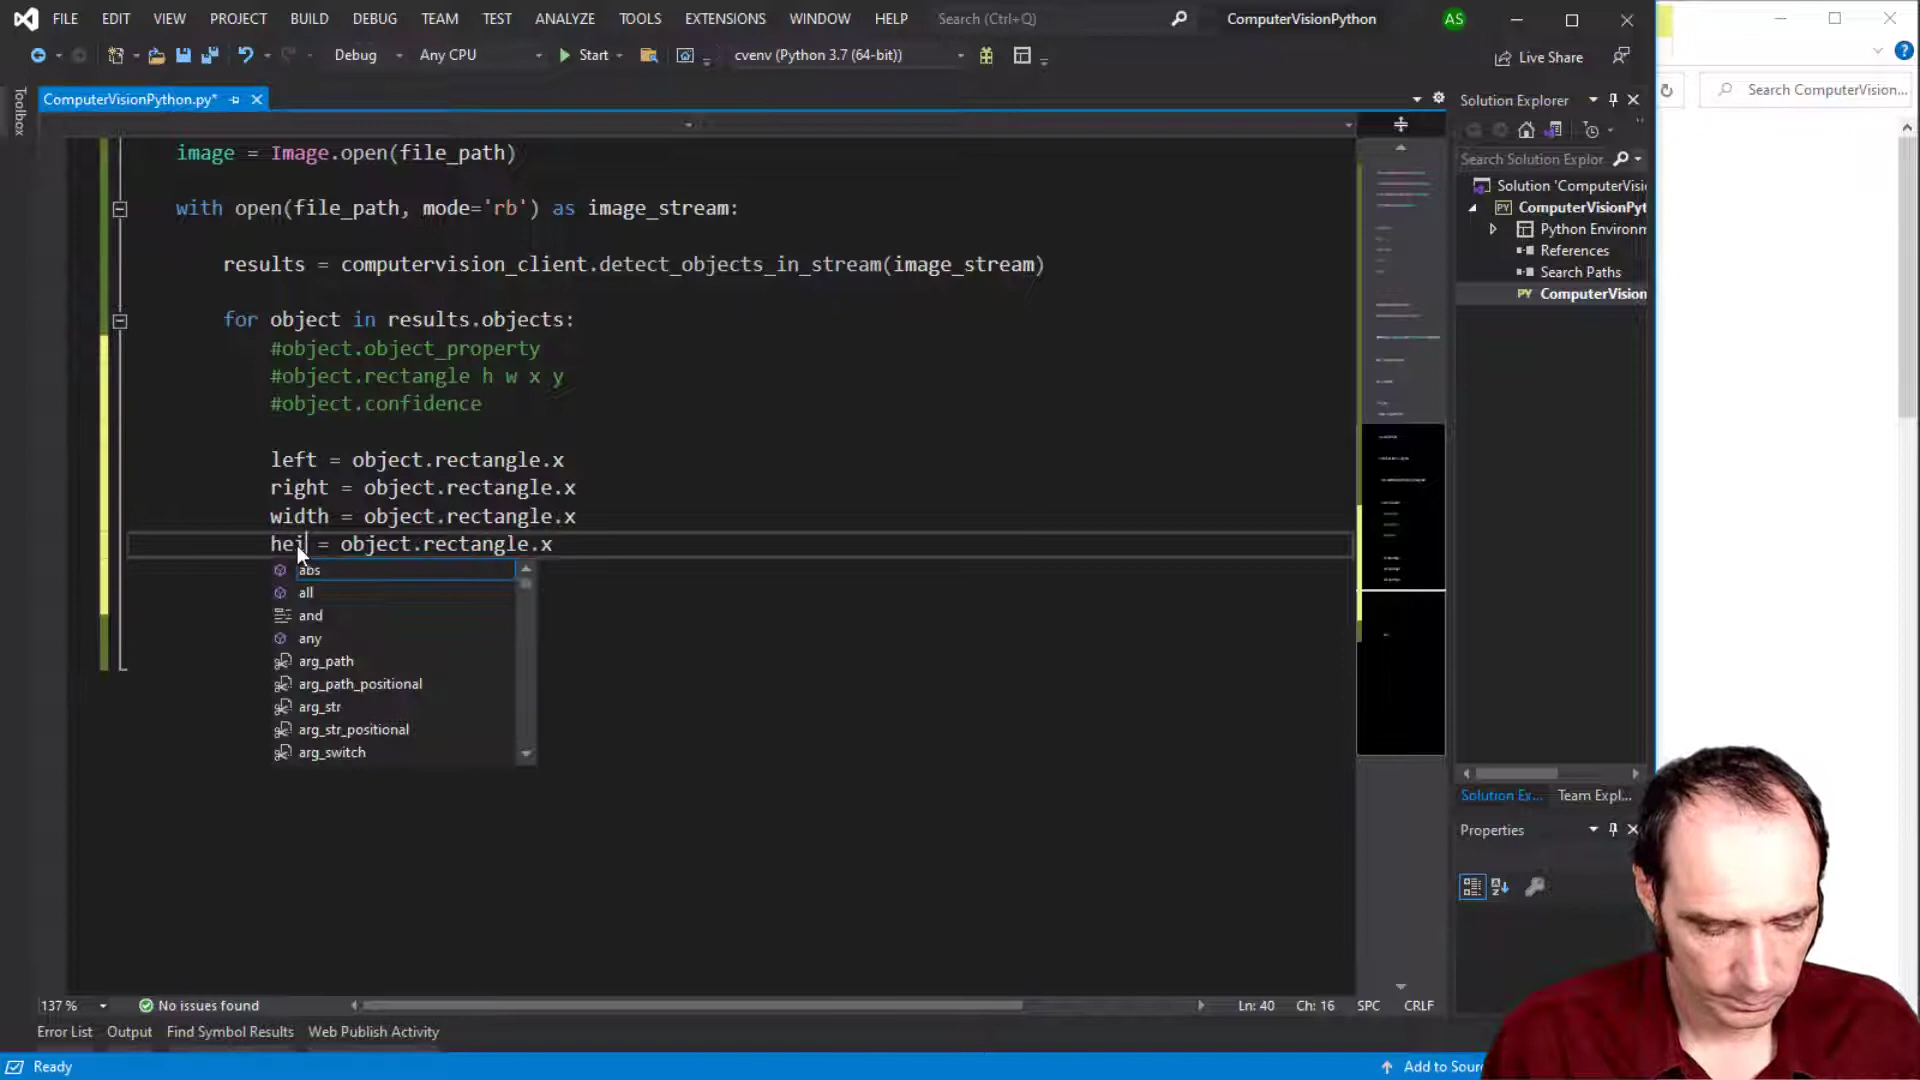 FILE EDIT VIEW PROJECT BUILD DEBUG TEAM TEST ANALYZE TOOLS EXTENSIONS WINDOW HELP Search (Ctrl+Q) ComputerVisionPython AS
Debug Any CPU Start cvenv (Python 3.7 (64-bit)) Live Share
Toolbox
ComputerVisionPython.py*
image = Image.open(file_path)
with open(file_path, mode='rb') as image_stream:
results = computervision_client.detect_objects_in_stream(image_stream)
for object in results.objects:
#object.object_property
#object.rectangle h w x y
#object.confidence
left = object.rectangle.x
right = object.rectangle.x
width = object.rectangle.x
hei = object.rectangle.x
abs
all
and
any
arg_path
arg_path_positional
arg_str
arg_str_positional
arg_switch
Solution Explorer
Search Solution Explor
Solution 'ComputerVisi
PY ComputerVisionPyt
Python Environm
References
Search Paths
PY ComputerVision
Solution Ex... Team Expl...
Properties
Search ComputerVision...
137 % No issues found Ln: 40 Ch: 16 SPC CRLF
Error List Output Find Symbol Results Web Publish Activity
Ready Add to Sour